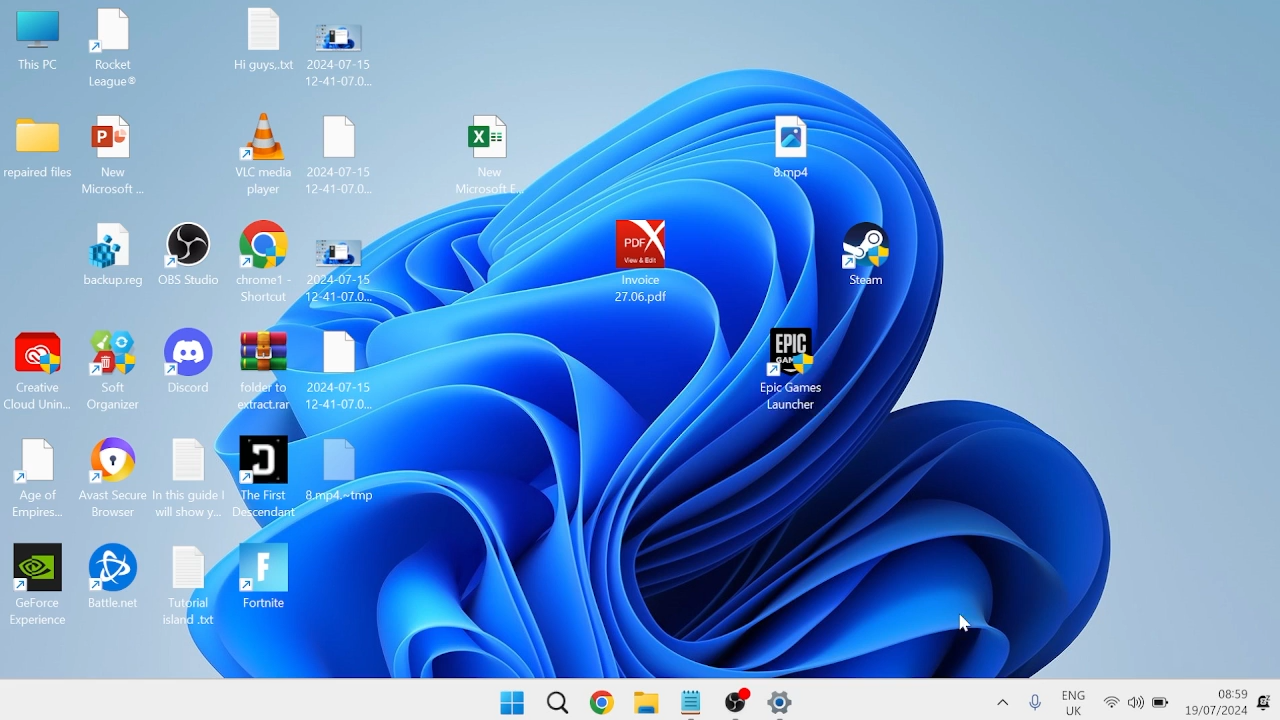 This PC
Rocket
League®
Hi guys,.txt
2024-07-15
12-41-07.0...
repaired files
New
Microsoft ...
VLC media
player
2024-07-15
12-41-07.0...
New
Microsoft E...
8.mp4
backup.reg
OBS Studio
chrome1 -
Shortcut
2024-07-15
12-41-07.0...
PDF
View & Edit
Invoice
27.06.pdf
Steam
Creative
Cloud Unin...
Soft
Organizer
Discord
folder to
extract.rar
2024-07-15
12-41-07.0...
EPIC
GAMES
Epic Games
Launcher
Age of
Empires...
Avast Secure
Browser
In this guide I
will show y...
The First
Descendant
8.mp4.~tmp
GeForce
Experience
Battle.net
Tutorial
island .txt
Fortnite
ENG
UK
08:59
19/07/2024